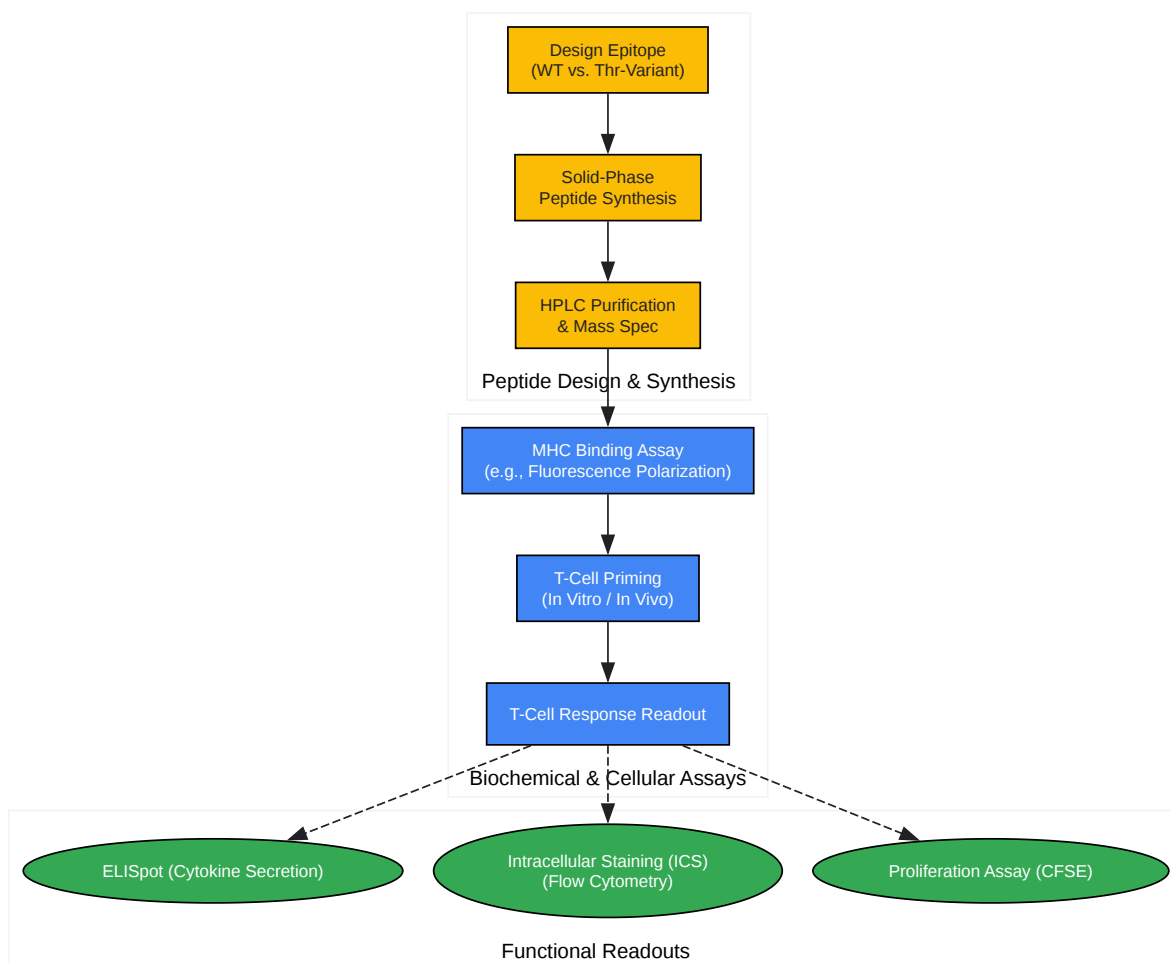 Design Epitope
(WT vs. Thr-Variant)
Solid-Phase
Peptide Synthesis
HPLC Purification
& Mass Spec
Peptide Design & Synthesis
MHC Binding Assay
(e.g., Fluorescence Polarization)
T-Cell Priming
(In Vitro / In Vivo)
T-Cell Response Readout
Biochemical & Cellular Assays
ELISpot (Cytokine Secretion)
Intracellular Staining (ICS)
(Flow Cytometry)
Proliferation Assay (CFSE)
Functional Readouts